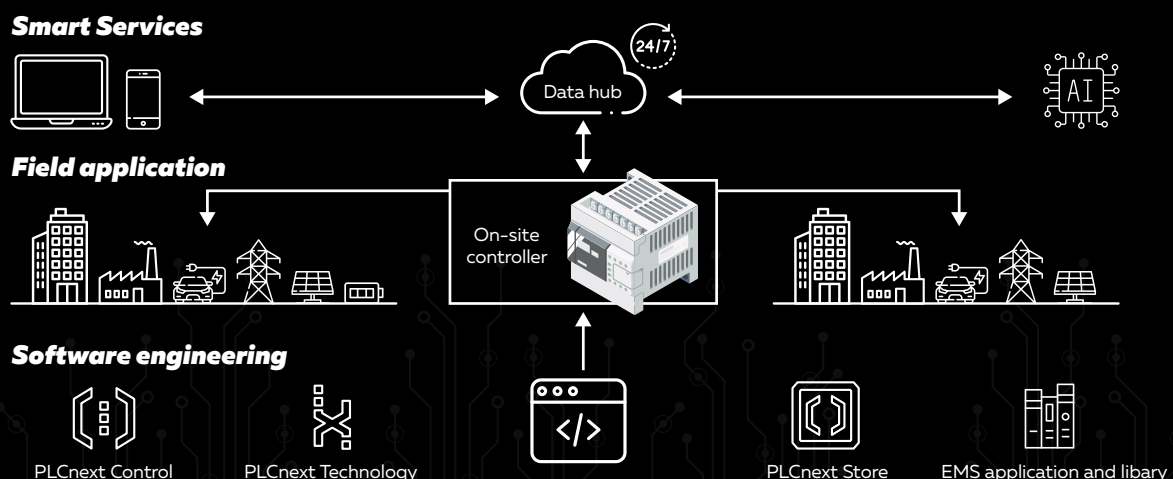 Smart Services
24/7
Data hub
AI
Field application
On-site
controller
Software engineering
</>
PLCnext Control
PLCnext Technology
PLCnext Store
EMS application and libary